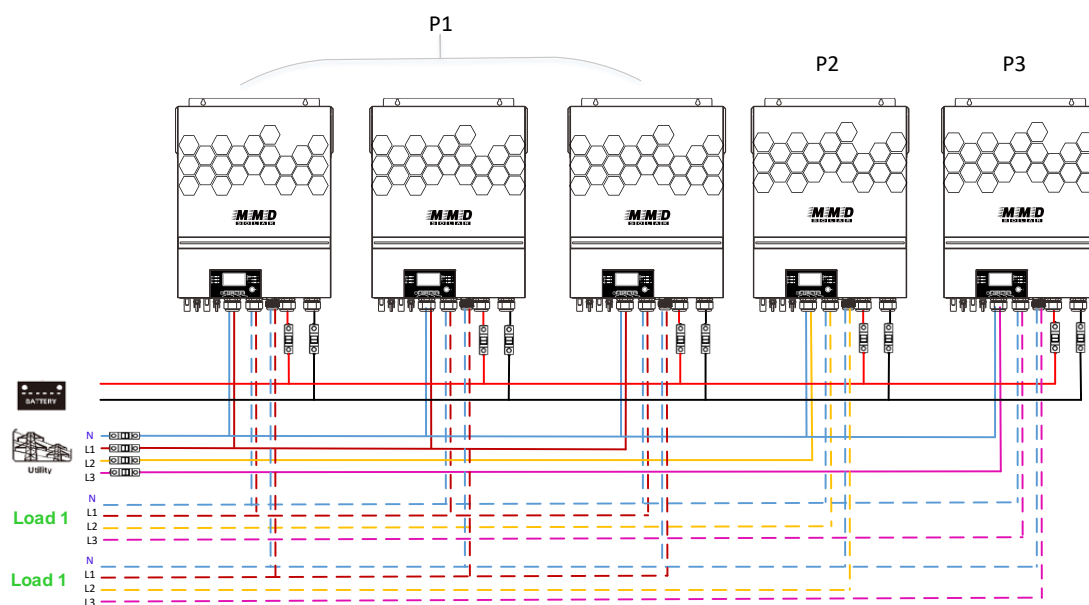 P1
P2
P3
MMD
SOLAR
MMD
SOLAR
MMD
SOLAR
MMD
SOLAR
MMD
SOLAR
BATTERY
Utility
N
L1
L2
L3
Load 1
N
L1
L2
L3
Load 1
N
L1
L2
L3